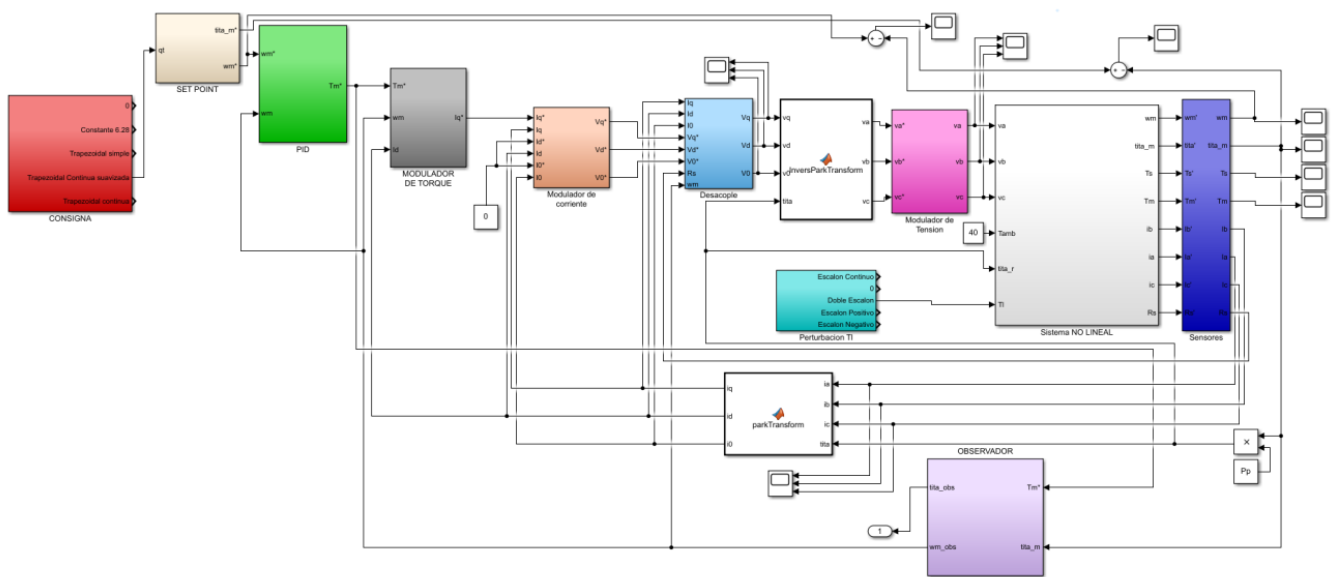 0
Constante 6.28
Trapezoidal simple
Trapezoidal Continua suavizada
Trapezoidal continua
CONSIGNA
qt
tita_m*
wm*
SET POINT
wm*
wm
Tm*
PID
Tm*
wm
Id
Iq*
MODULADOR
DE TORQUE
0
Iq*
Iq
Id*
Id
I0*
I0
Vq*
Vd*
V0*
Modulador de
corriente
Iq
Id
I0
Vq*
Vd*
V0*
Rs
wm
Vq
Vd
V0
Desacople
vq
vd
v0
tita
InversParkTransform
va
vb
vc
va*
vb*
vc*
va
vb
vc
Modulador de
Tension
+
-
+
-
40
va
vb
vc
Tamb
tita_r
Tl
wm
tita_m
Ts
Tm
ib
ia
ic
Rs
Sistema NO LINEAL
wm'
tita'
Ts'
Tm'
ib'
ia'
wm
tita_m
Ts
Tm
ib
ia
ic
Sensores
Escalon Continuo
0
Doble Escalon
Escalon Positivo
Escalon Negativo
Perturbacion Tl
iq
id
i0
parkTransform
ia
ib
ic
tita
×
Pp
OBSERVADOR
tita_obs
wm_obs
Tm*
tita_m
1